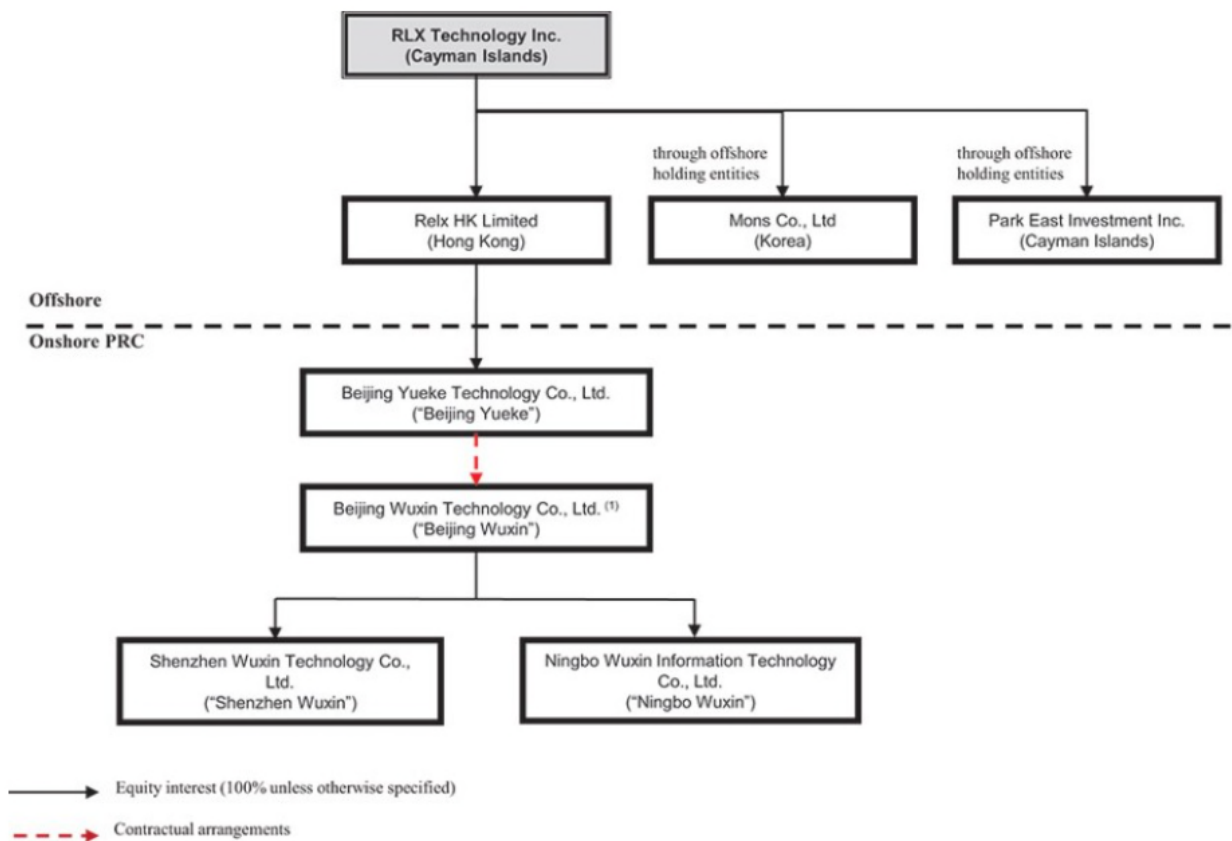 RLX Technology Inc.
(Cayman Islands)
through offshore
holding entities
through offshore
holding entities
Relx HK Limited
(Hong Kong)
Mons Co., Ltd
(Korea)
Park East Investment Inc.
(Cayman Islands)
Offshore
Onshore PRC
Beijing Yueke Technology Co., Ltd.
(“Beijing Yueke”)
Beijing Wuxin Technology Co., Ltd. (1)
(“Beijing Wuxin”)
Shenzhen Wuxin Technology Co.,
Ltd.
(“Shenzhen Wuxin”)
Ningbo Wuxin Information Technology
Co., Ltd.
(“Ningbo Wuxin”)
Equity interest (100% unless otherwise specified)
Contractual arrangements